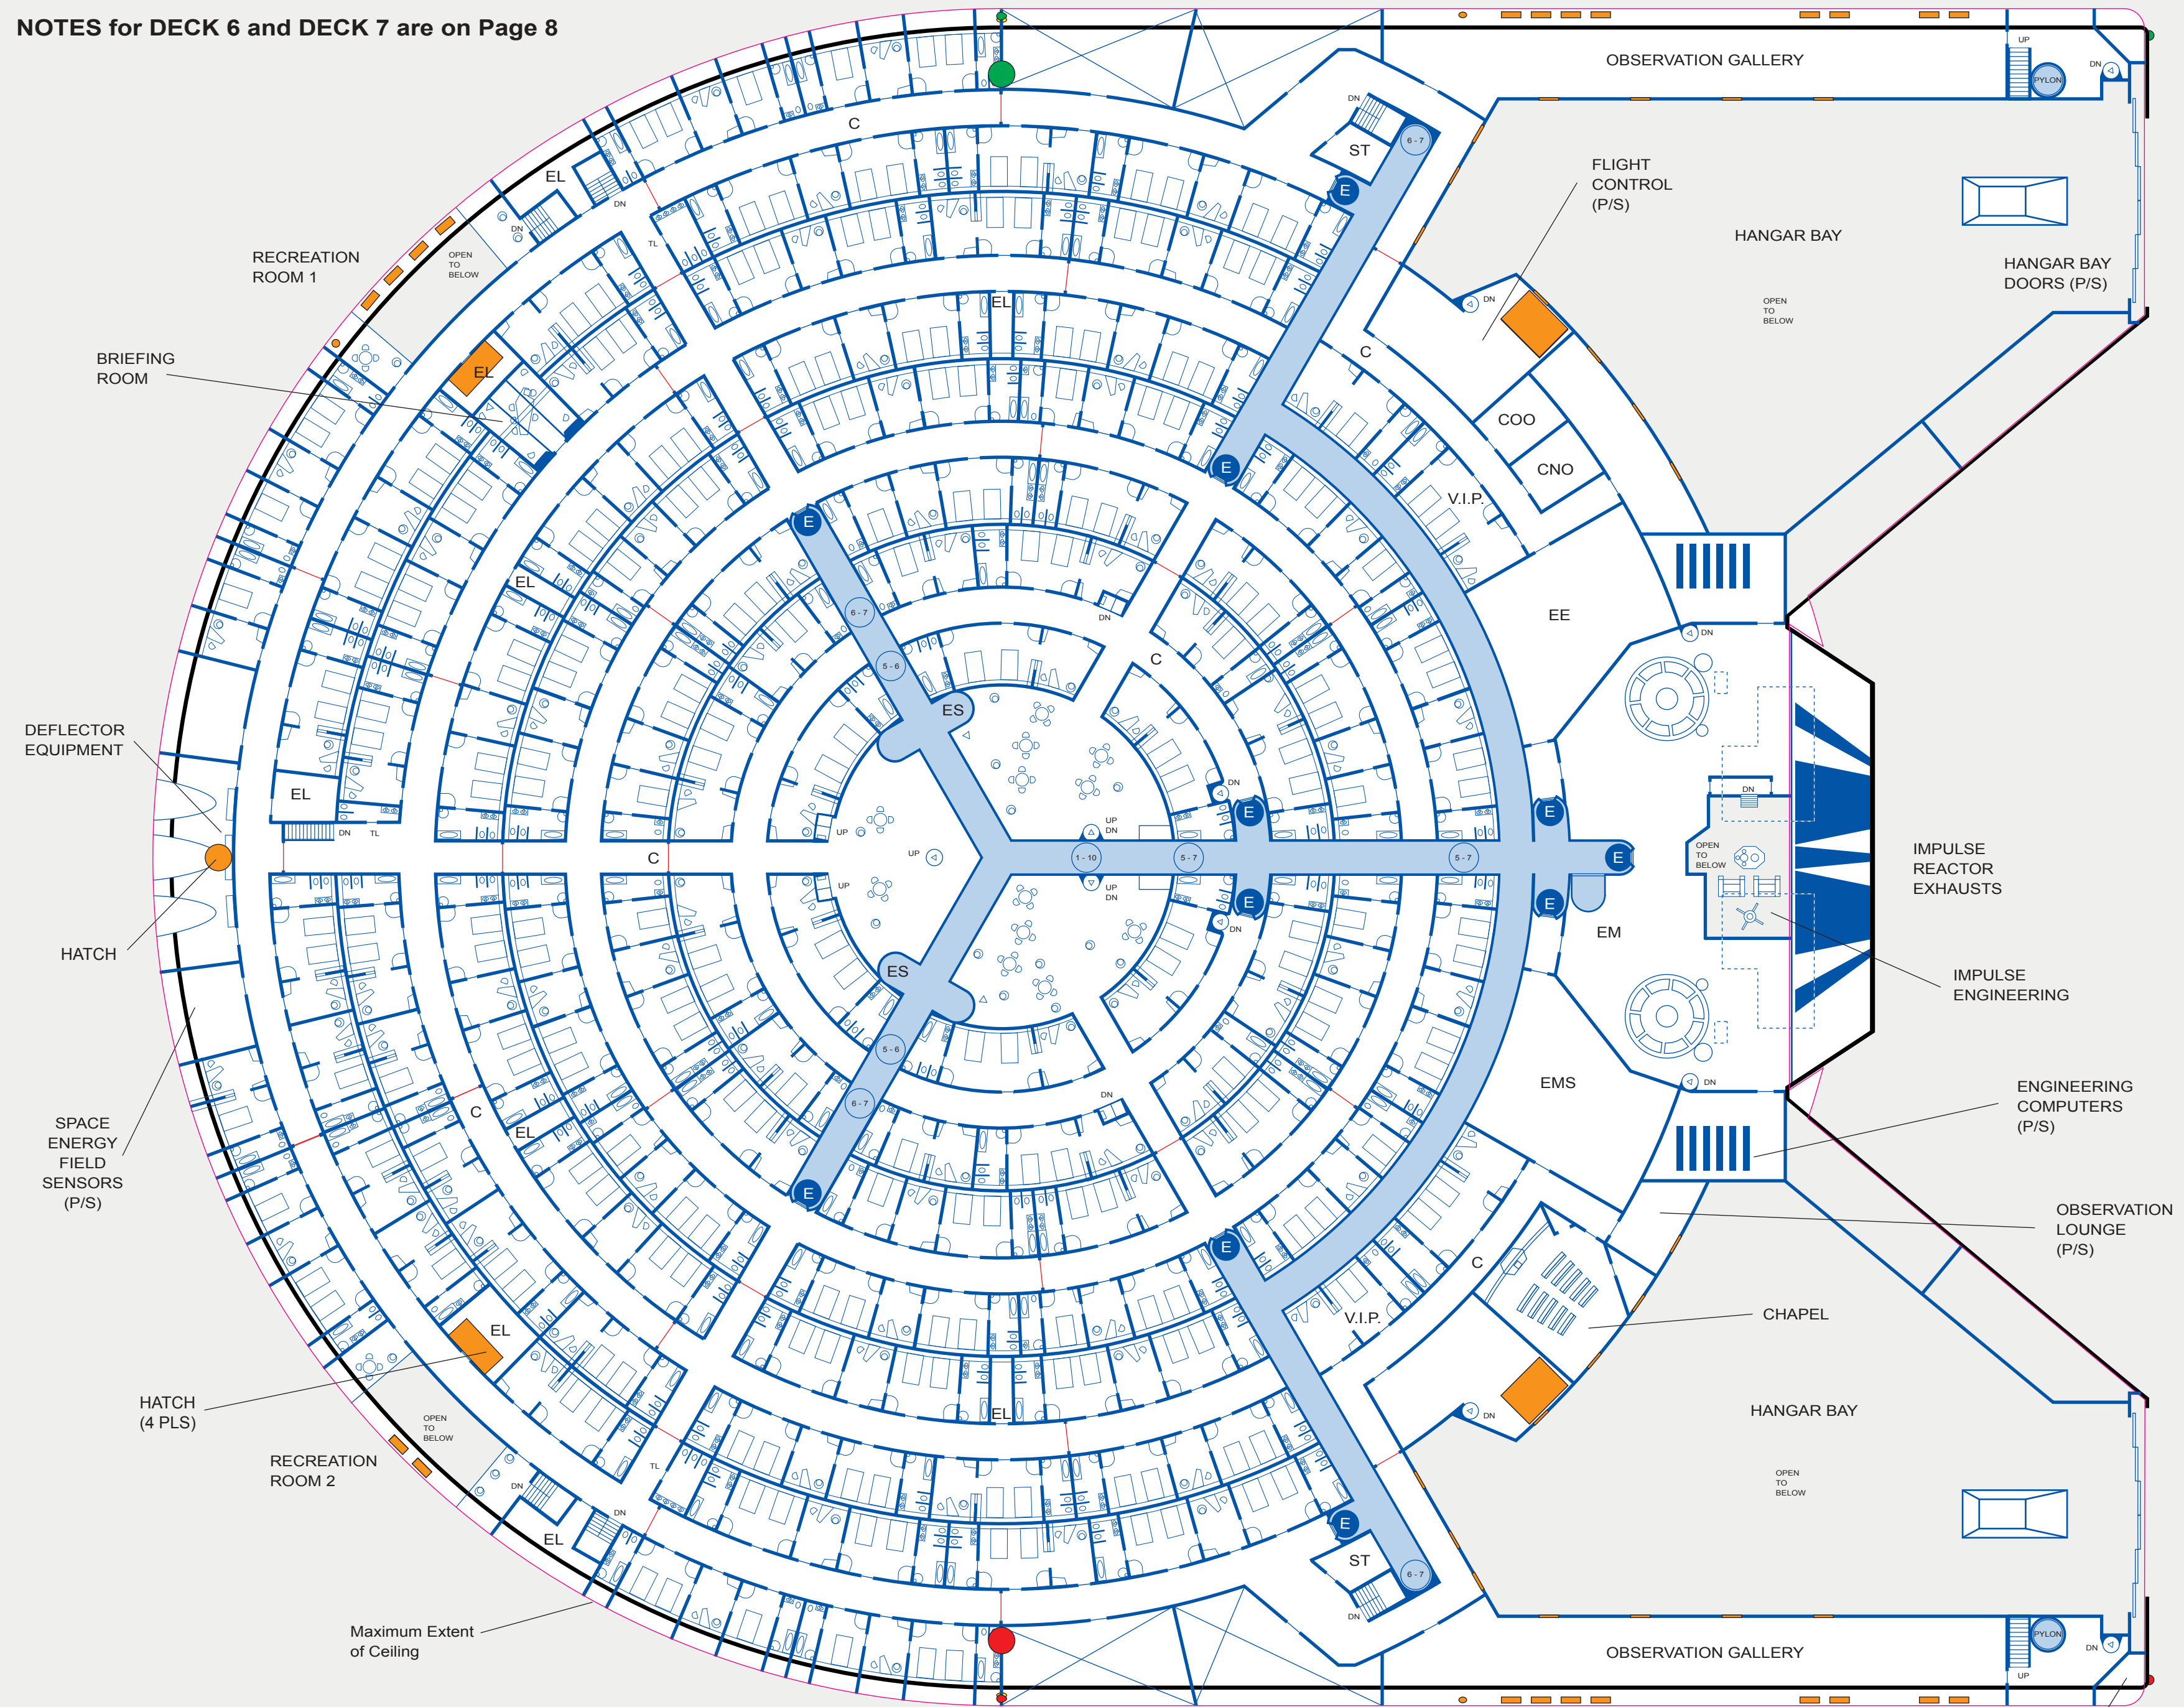 NOTES for DECK 6 and DECK 7 are on Page 8
OBSERVATION GALLERY
UP
PYLON
DN
C
DN
ST
6 - 7
E
FLIGHT
CONTROL
(P/S)
HANGAR BAY
HANGAR BAY
DOORS (P/S)
OPEN
TO
BELOW
EL
DN
DN
TL
RECREATION
ROOM 1
OPEN
TO
BELOW
EL
DN
C
BRIEFING
ROOM
EL
COO
CNO
V.I.P.
E
E
EL
6 - 7
DN
EE
DN
C
5 - 6
ES
DEFLECTOR
EQUIPMENT
EL
DN
TL
UP
DN
UP
DN
E
E
DN
C
UP
1 - 10
5 - 7
5 - 7
E
OPEN
TO
BELOW
IMPULSE
REACTOR
EXHAUSTS
UP
UP
DN
E
E
DN
EM
HATCH
ES
IMPULSE
ENGINEERING
5 - 6
6 - 7
DN
EMS
DN
ENGINEERING
COMPUTERS
(P/S)
SPACE
ENERGY
FIELD
SENSORS
(P/S)
C
EL
E
E
OBSERVATION
LOUNGE
(P/S)
C
V.I.P.
CHAPEL
EL
HATCH
(4 PLS)
EL
DN
HANGAR BAY
OPEN
TO
BELOW
RECREATION
ROOM 2
TL
DN
DN
EL
OPEN
TO
BELOW
E
ST
6 - 7
DN
Maximum Extent
of Ceiling
OBSERVATION GALLERY
PYLON
DN
UP